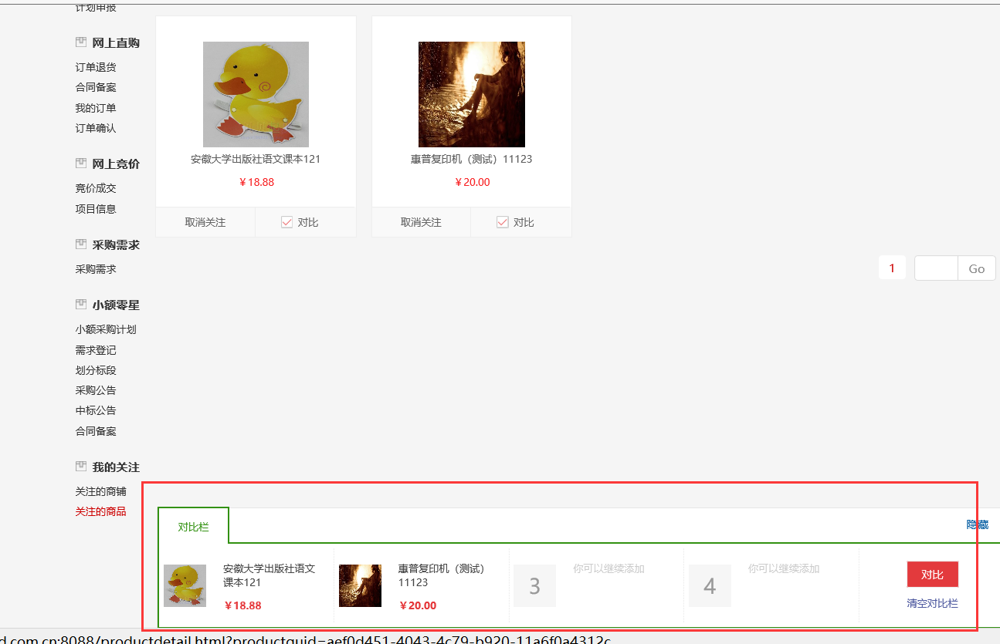 计划申报
网上直购
订单退货
合同备案
我的订单
订单确认
网上竞价
竞价成交
项目信息
采购需求
采购需求
小额零星
小额采购计划
需求登记
划分标段
采购公告
中标公告
合同备案
我的关注
关注的商铺
关注的商品
安徽大学出版社语文课本121
￥18.88
取消关注
对比
惠普复印机（测试）11123
￥20.00
取消关注
对比
1
Go
对比栏
隐藏
安徽大学出版社语文
课本121
￥18.88
惠普复印机（测试）
11123
￥20.00
3
你可以继续添加
4
你可以继续添加
对比
清空对比栏
d.com.cn:8088/productdetail.html?productguid=aef0d451-4043-4c79-b920-11a6f0a4312c